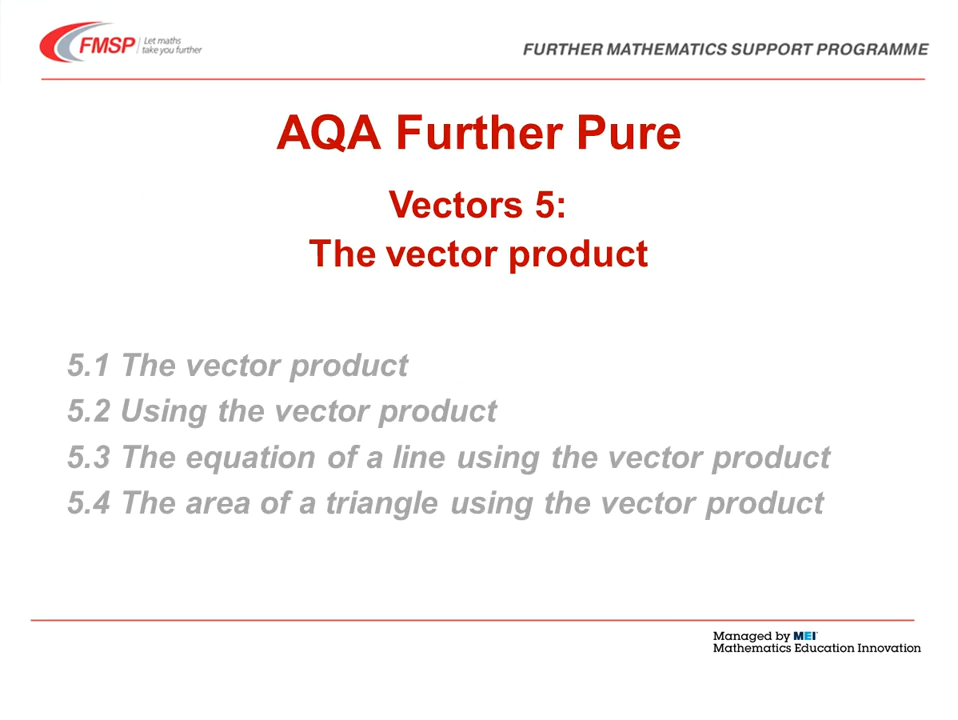 FMSP
Let maths
take you further
FURTHER MATHEMATICS SUPPORT PROGRAMME
AQA Further Pure
Vectors 5:
The vector product
5.1 The vector product
5.2 Using the vector product
5.3 The equation of a line using the vector product
5.4 The area of a triangle using the vector product
Managed by MEI
Mathematics Education Innovation